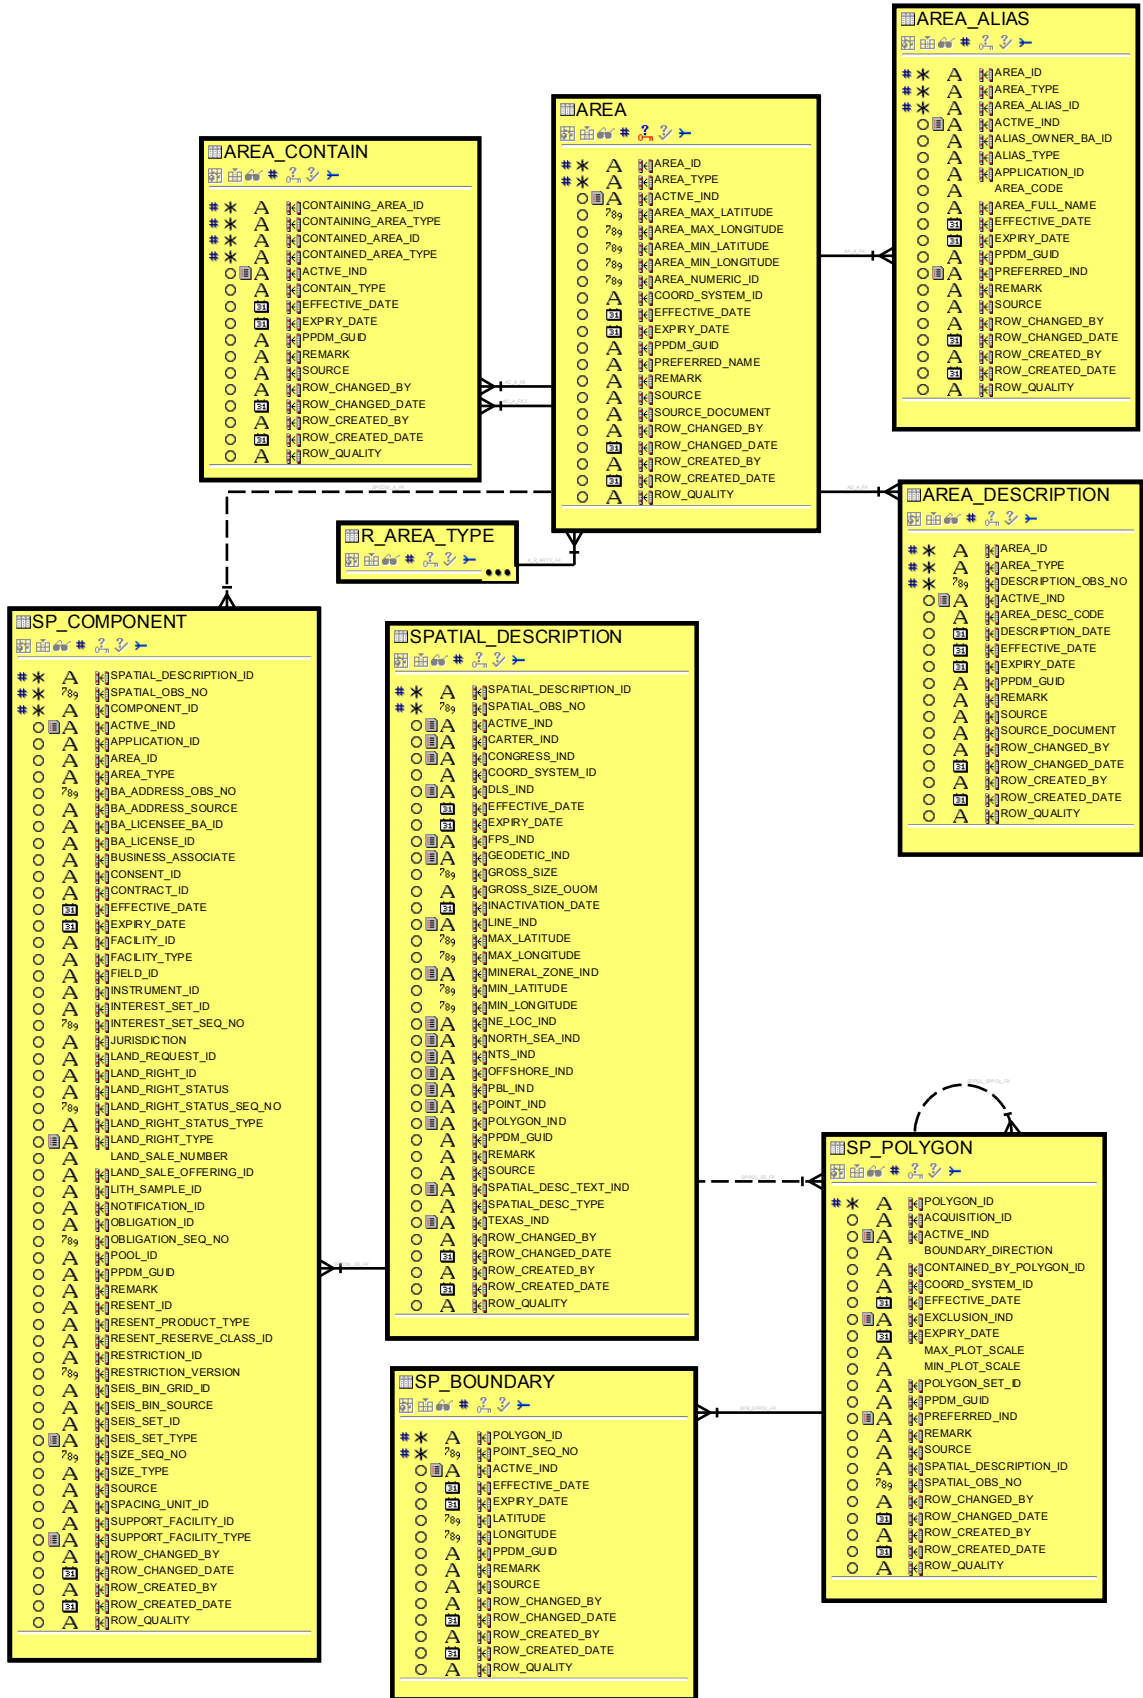 AREA_ALIAS
AREA_ID
AREA_TYPE
AREA_ALIAS_ID
ACTIVE_IND
ALIAS_OWNER_BA_ID
ALIAS_TYPE
APPLICATION_ID
AREA_CODE
AREA_FULL_NAME
EFFECTIVE_DATE
EXPIRY_DATE
PPDM_GUID
PREFERRED_IND
REMARK
SOURCE
ROW_CHANGED_BY
ROW_CHANGED_DATE
ROW_CREATED_BY
ROW_CREATED_DATE
ROW_QUALITY
AREA
AREA_ID
AREA_TYPE
ACTIVE_IND
AREA_MAX_LATITUDE
AREA_MAX_LONGITUDE
AREA_MIN_LATITUDE
AREA_MIN_LONGITUDE
AREA_NUMERIC_ID
COORD_SYSTEM_ID
EFFECTIVE_DATE
EXPIRY_DATE
PPDM_GUID
PREFERRED_NAME
REMARK
SOURCE
SOURCE_DOCUMENT
ROW_CHANGED_BY
ROW_CHANGED_DATE
ROW_CREATED_BY
ROW_CREATED_DATE
ROW_QUALITY
AREA_CONTAIN
CONTAINING_AREA_ID
CONTAINING_AREA_TYPE
CONTAINED_AREA_ID
CONTAINED_AREA_TYPE
ACTIVE_IND
CONTAIN_TYPE
EFFECTIVE_DATE
EXPIRY_DATE
PPDM_GUID
REMARK
SOURCE
ROW_CHANGED_BY
ROW_CHANGED_DATE
ROW_CREATED_BY
ROW_CREATED_DATE
ROW_QUALITY
AREA_DESCRIPTION
AREA_ID
AREA_TYPE
DESCRIPTION_OBS_NO
ACTIVE_IND
AREA_DESC_CODE
DESCRIPTION_DATE
EFFECTIVE_DATE
EXPIRY_DATE
PPDM_GUID
REMARK
SOURCE
SOURCE_DOCUMENT
ROW_CHANGED_BY
ROW_CHANGED_DATE
ROW_CREATED_BY
ROW_CREATED_DATE
ROW_QUALITY
R_AREA_TYPE
SP_COMPONENT
SPATIAL_DESCRIPTION_ID
SPATIAL_OBS_NO
COMPONENT_ID
ACTIVE_IND
APPLICATION_ID
AREA_ID
AREA_TYPE
BA_ADDRESS_OBS_NO
BA_ADDRESS_SOURCE
BA_LICENSEE_BA_ID
BA_LICENSE_ID
BUSINESS_ASSOCIATE
CONSENT_ID
CONTRACT_ID
EFFECTIVE_DATE
EXPIRY_DATE
FACILITY_ID
FACILITY_TYPE
FIELD_ID
INSTRUMENT_ID
INTEREST_SET_ID
INTEREST_SET_SEQ_NO
JURISDICTION
LAND_REQUEST_ID
LAND_RIGHT_ID
LAND_RIGHT_STATUS
LAND_RIGHT_STATUS_SEQ_NO
LAND_RIGHT_STATUS_TYPE
LAND_RIGHT_TYPE
LAND_SALE_NUMBER
LAND_SALE_OFFERING_ID
LITH_SAMPLE_ID
NOTIFICATION_ID
OBLIGATION_ID
OBLIGATION_SEQ_NO
POOL_ID
PPDM_GUID
REMARK
RESENT_ID
RESENT_PRODUCT_TYPE
RESENT_RESERVE_CLASS_ID
RESTRICTION_ID
RESTRICTION_VERSION
SEIS_BIN_GRID_ID
SEIS_BIN_SOURCE
SEIS_SET_ID
SEIS_SET_TYPE
SIZE_SEQ_NO
SIZE_TYPE
SOURCE
SPACING_UNIT_ID
SUPPORT_FACILITY_ID
SUPPORT_FACILITY_TYPE
ROW_CHANGED_BY
ROW_CHANGED_DATE
ROW_CREATED_BY
ROW_CREATED_DATE
ROW_QUALITY
SPATIAL_DESCRIPTION
SPATIAL_DESCRIPTION_ID
SPATIAL_OBS_NO
ACTIVE_IND
CARTER_IND
CONGRESS_IND
COORD_SYSTEM_ID
DLS_IND
EFFECTIVE_DATE
EXPIRY_DATE
FPS_IND
GEODETIC_IND
GROSS_SIZE
GROSS_SIZE_OUOM
INACTIVATION_DATE
LINE_IND
MAX_LATITUDE
MAX_LONGITUDE
MINERAL_ZONE_IND
MIN_LATITUDE
MIN_LONGITUDE
NE_LOC_IND
NORTH_SEA_IND
NTS_IND
OFFSHORE_IND
PBL_IND
POINT_IND
POLYGON_IND
PPDM_GUID
REMARK
SOURCE
SPATIAL_DESC_TEXT_IND
SPATIAL_DESC_TYPE
TEXAS_IND
ROW_CHANGED_BY
ROW_CHANGED_DATE
ROW_CREATED_BY
ROW_CREATED_DATE
ROW_QUALITY
SP_POLYGON
POLYGON_ID
ACQUISITION_ID
ACTIVE_IND
BOUNDARY_DIRECTION
CONTAINED_BY_POLYGON_ID
COORD_SYSTEM_ID
EFFECTIVE_DATE
EXCLUSION_IND
EXPIRY_DATE
MAX_PLOT_SCALE
MIN_PLOT_SCALE
POLYGON_SET_ID
PPDM_GUID
PREFERRED_IND
REMARK
SOURCE
SPATIAL_DESCRIPTION_ID
SPATIAL_OBS_NO
ROW_CHANGED_BY
ROW_CHANGED_DATE
ROW_CREATED_BY
ROW_CREATED_DATE
ROW_QUALITY
SP_BOUNDARY
POLYGON_ID
POINT_SEQ_NO
ACTIVE_IND
EFFECTIVE_DATE
EXPIRY_DATE
LATITUDE
LONGITUDE
PPDM_GUID
REMARK
SOURCE
ROW_CHANGED_BY
ROW_CHANGED_DATE
ROW_CREATED_BY
ROW_CREATED_DATE
ROW_QUALITY